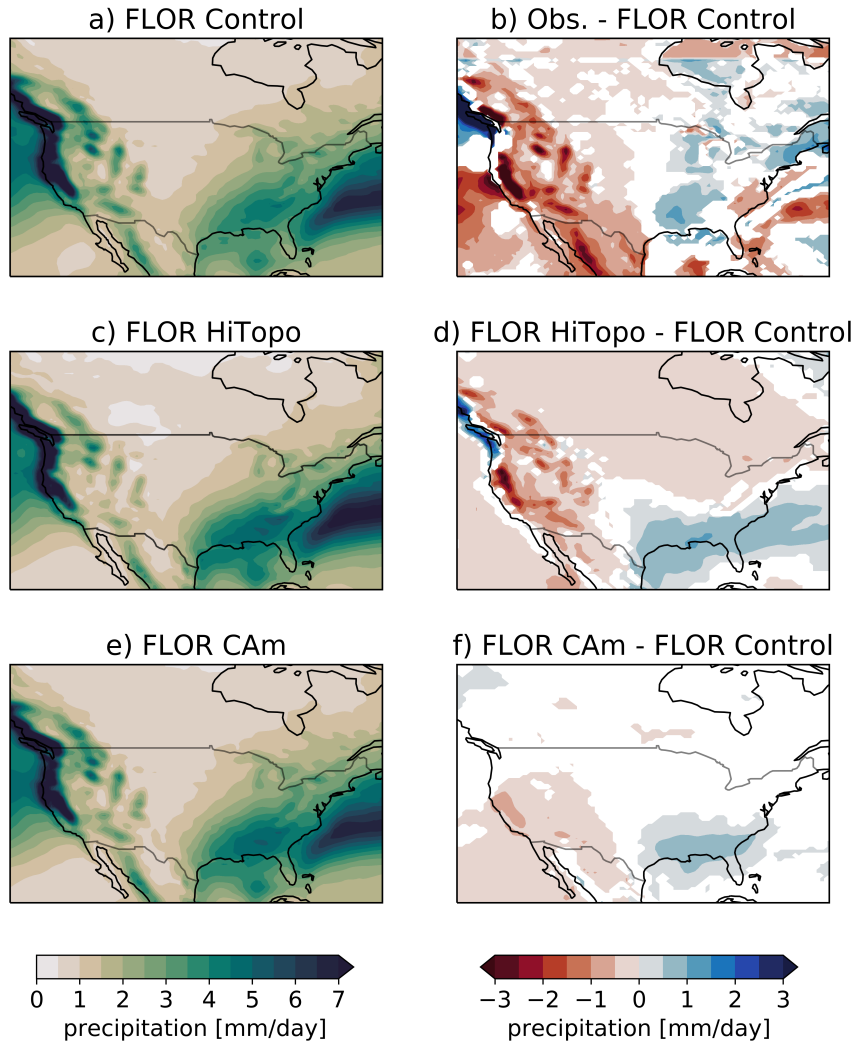 a) FLOR Control
b) Obs. - FLOR Control
c) FLOR HiTopo
d) FLOR HiTopo - FLOR Control
e) FLOR CAm
f) FLOR CAm - FLOR Control
0 1 2 3 4 5 6 7
precipitation [mm/day]
−3 −2 −1 0 1 2 3
precipitation [mm/day]